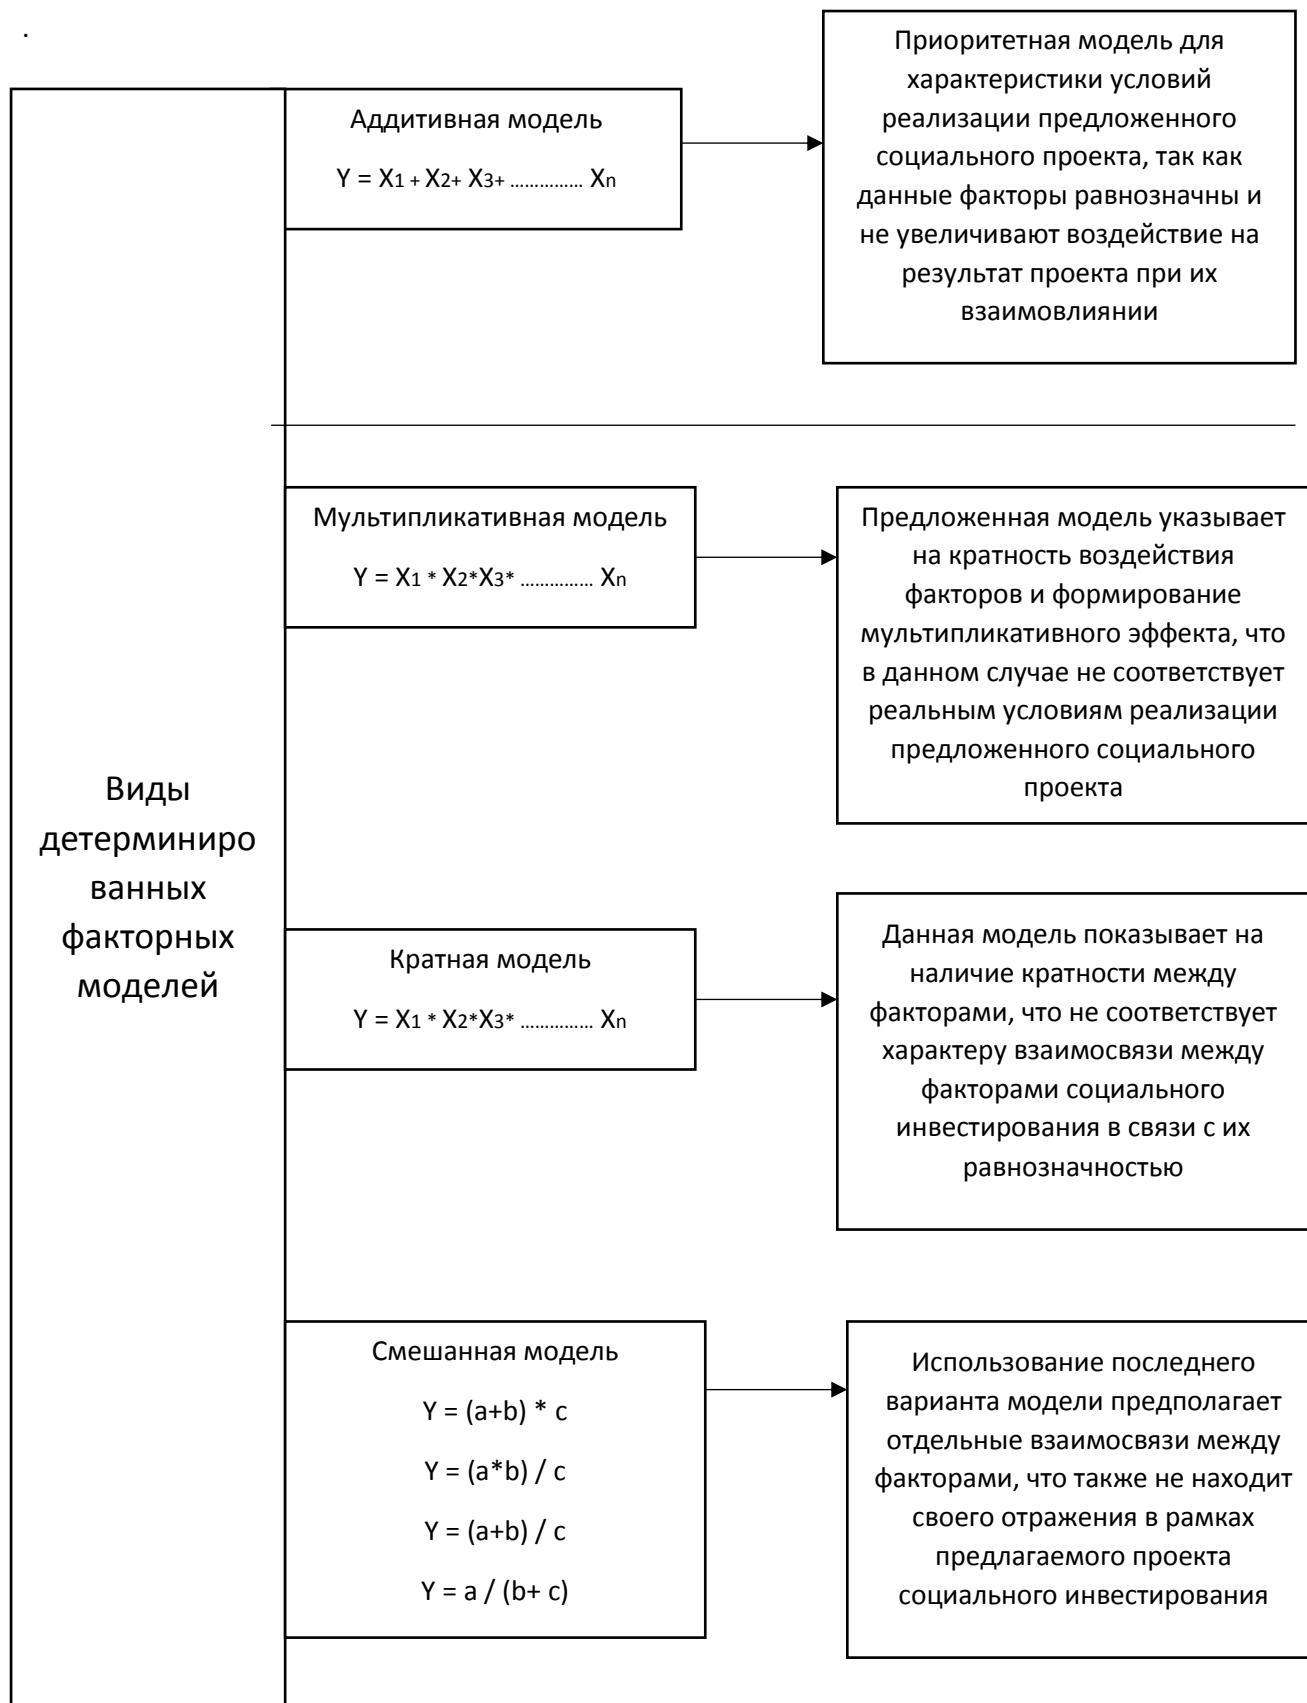 .
Виды
детерминиро
ванных
факторных
моделей
Аддитивная модель
Y = X1 + X2+ X3+ ............... Xn
Приоритетная модель для
характеристики условий
реализации предложенного
социального проекта, так как
данные факторы равнозначны и
не увеличивают воздействие на
результат проекта при их
взаимовлиянии
Мультипликативная модель
Y = X1 * X2*X3* ............... Xn
Предложенная модель указывает
на кратность воздействия
факторов и формирование
мультипликативного эффекта, что
в данном случае не соответствует
реальным условиям реализации
предложенного социального
проекта
Кратная модель
Y = X1 * X2*X3* ............... Xn
Данная модель показывает на
наличие кратности между
факторами, что не соответствует
характеру взаимосвязи между
факторами социального
инвестирования в связи с их
равнозначностью
Смешанная модель
Y = (a+b) * c
Y = (a*b) / c
Y = (a+b) / c
Y = a / (b+ c)
Использование последнего
варианта модели предполагает
отдельные взаимосвязи между
факторами, что также не находит
своего отражения в рамках
предлагаемого проекта
социального инвестирования